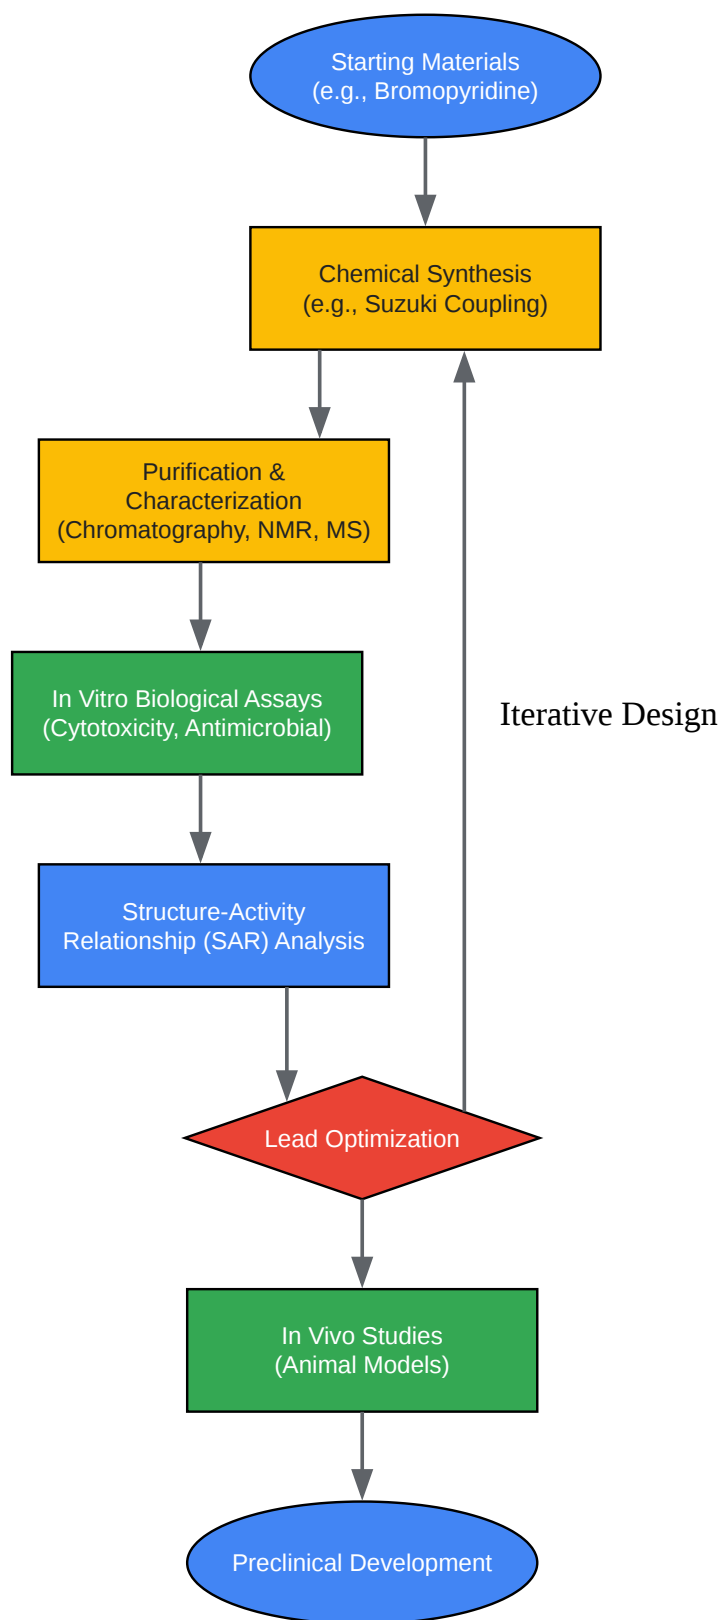 Starting Materials
(e.g., Bromopyridine)
Chemical Synthesis
(e.g., Suzuki Coupling)
Purification &
Characterization
(Chromatography, NMR, MS)
In Vitro Biological Assays
(Cytotoxicity, Antimicrobial)
Iterative Design
Structure-Activity
Relationship (SAR) Analysis
Lead Optimization
In Vivo Studies
(Animal Models)
Preclinical Development